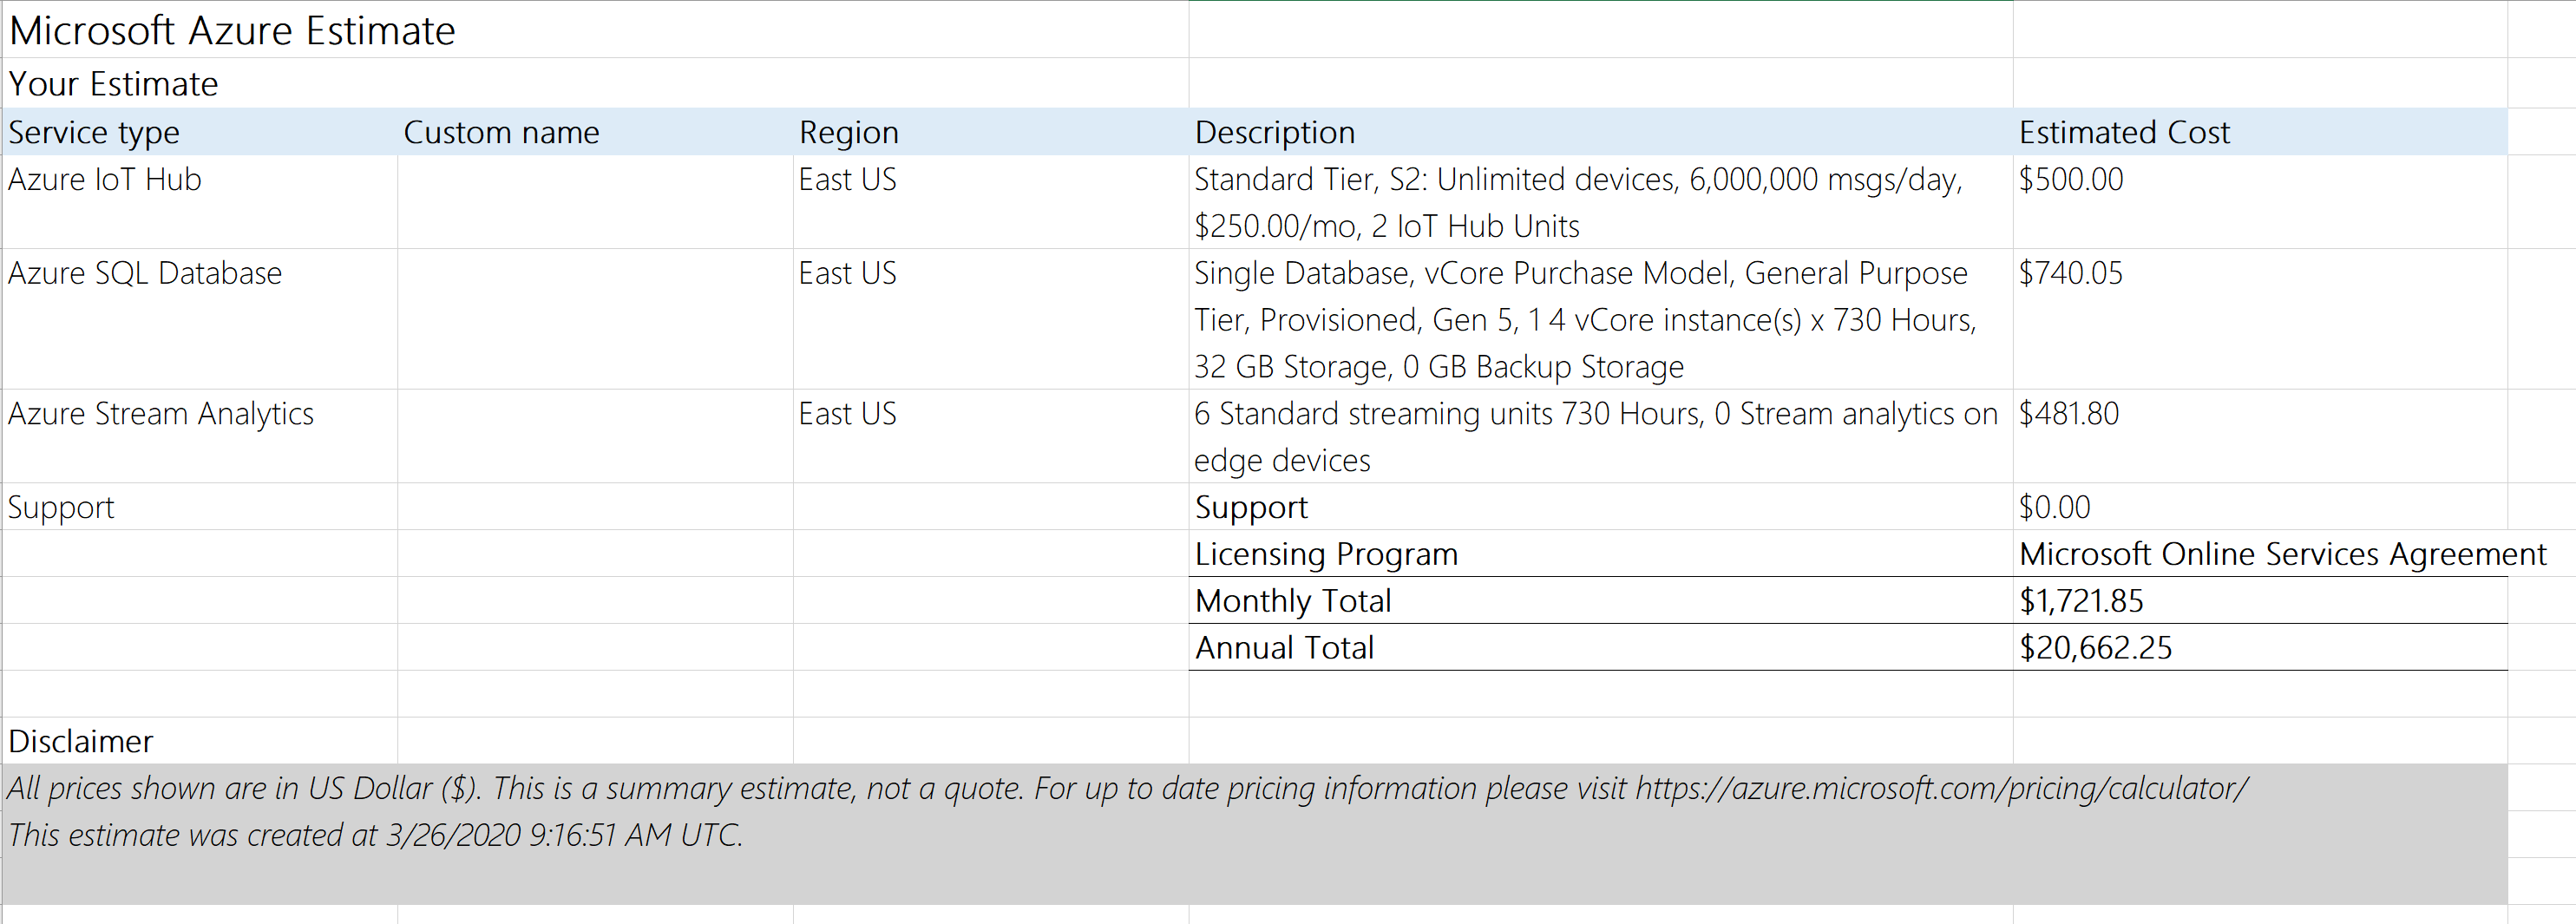 Microsoft Azure Estimate
Your Estimate
Service type Custom name Region Description Estimated Cost
Azure IoT Hub East US Standard Tier, S2: Unlimited devices, 6,000,000 msgs/day, $500.00
$250.00/mo, 2 IoT Hub Units
Azure SQL Database East US Single Database, vCore Purchase Model, General Purpose $740.05
Tier, Provisioned, Gen 5, 1 4 vCore instance(s) x 730 Hours,
32 GB Storage, 0 GB Backup Storage
Azure Stream Analytics East US 6 Standard streaming units 730 Hours, 0 Stream analytics on $481.80
edge devices
Support Support $0.00
Licensing Program Microsoft Online Services Agreement
Monthly Total $1,721.85
Annual Total $20,662.25
Disclaimer
All prices shown are in US Dollar ($). This is a summary estimate, not a quote. For up to date pricing information please visit https://azure.microsoft.com/pricing/calculator/
This estimate was created at 3/26/2020 9:16:51 AM UTC.